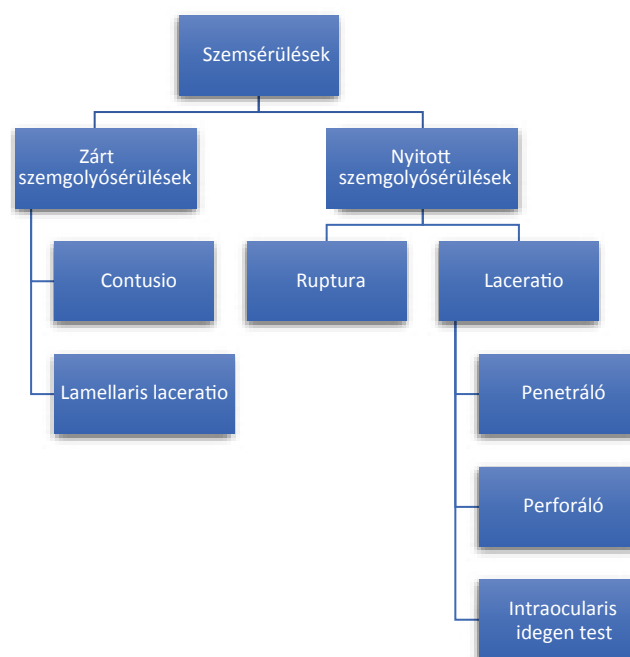 Szemsérülések
Zárt
szemgolyósérülések
Nyitott
szemgolyósérülések
Contusio
Ruptura
Laceratio
Lamellaris laceratio
Penetráló
Perforáló
Intraocularis
idegen test